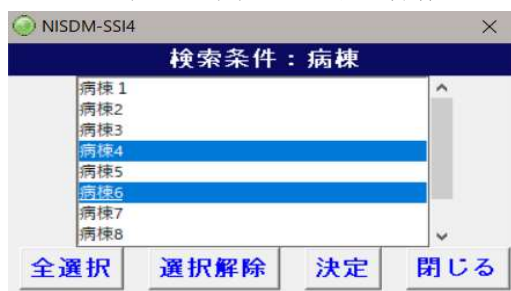 NISDM-SSI4
検索条件：病棟
病棟 1
病棟2
病棟3
病棟4
病棟5
病棟6
病棟7
病棟8
全選択 選択解除 決定 閉じる